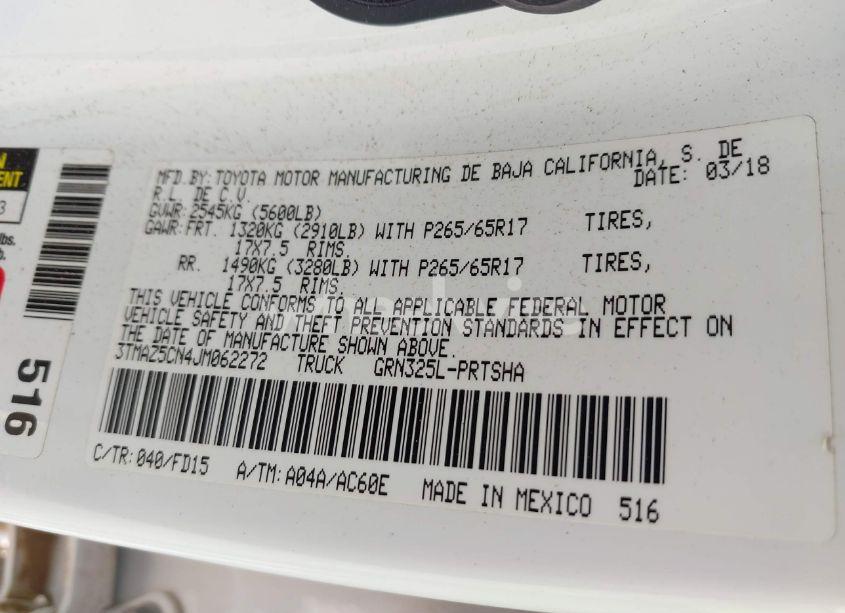 MFD.BY:TOYOTA MOTOR MANUFACTURING DE BAJA CALIFORNIA, S. DE
R.L. DE C.V. DATE: 03/18
GVWR:2545KG (5600LB)
GAWR:FRT. 1320KG (2910LB) WITH P265/65R17 TIRES,
17X7.5 RIMS.
RR. 1490KG (3280LB) WITH P265/65R17 TIRES,
17X7.5 RIMS.
THIS VEHICLE CONFORMS TO ALL APPLICABLE FEDERAL MOTOR
VEHICLE SAFETY AND THEFT PREVENTION STANDARDS IN EFFECT ON
THE DATE OF MANUFACTURE SHOWN ABOVE.
3TMAZ5CN4JM062272 TRUCK GRN325L-PRTSHA
C/TR:040/FD15 A/TM:A04A/AC60E MADE IN MEXICO 516
516
lbs.